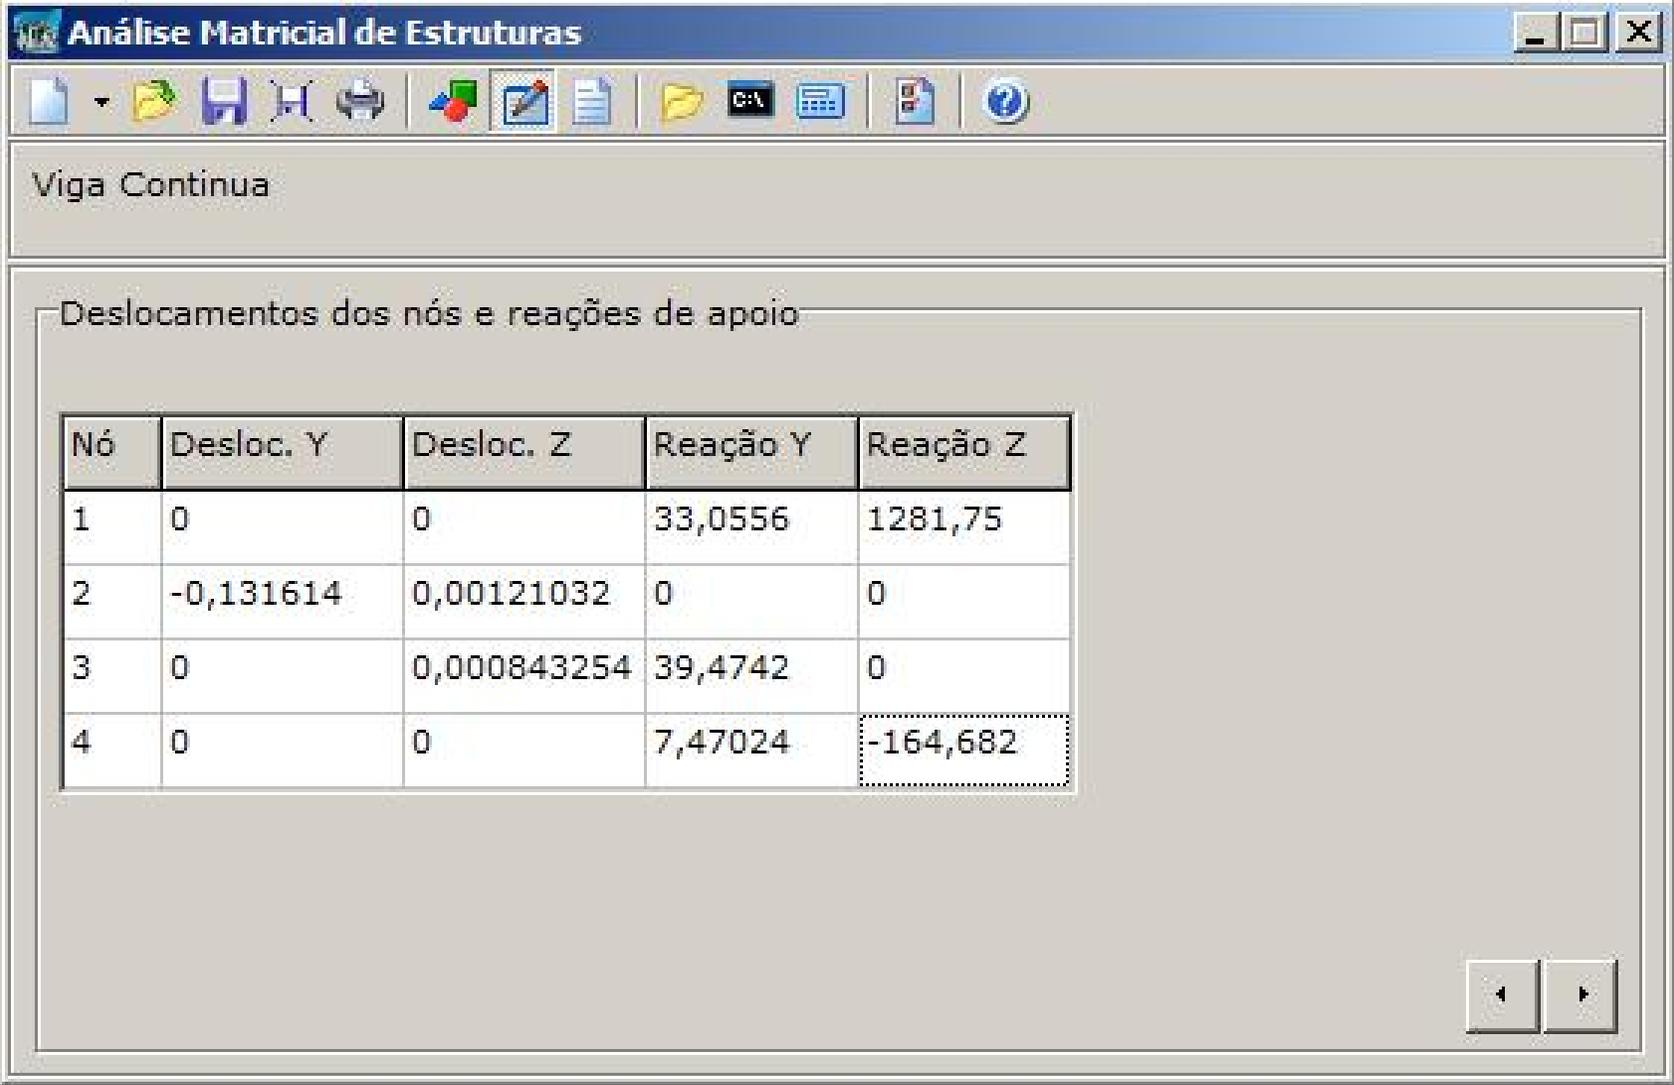 Análise Matricial de Estruturas
C:\
Viga Continua
Deslocamentos dos nós e reações de apoio
Nó Desloc. Y Desloc. Z Reação Y Reação Z
1 0 0 33,0556 1281,75
2 -0,131614 0,00121032 0 0
3 0 0,000843254 39,4742 0
4 0 0 7,47024 -164,682